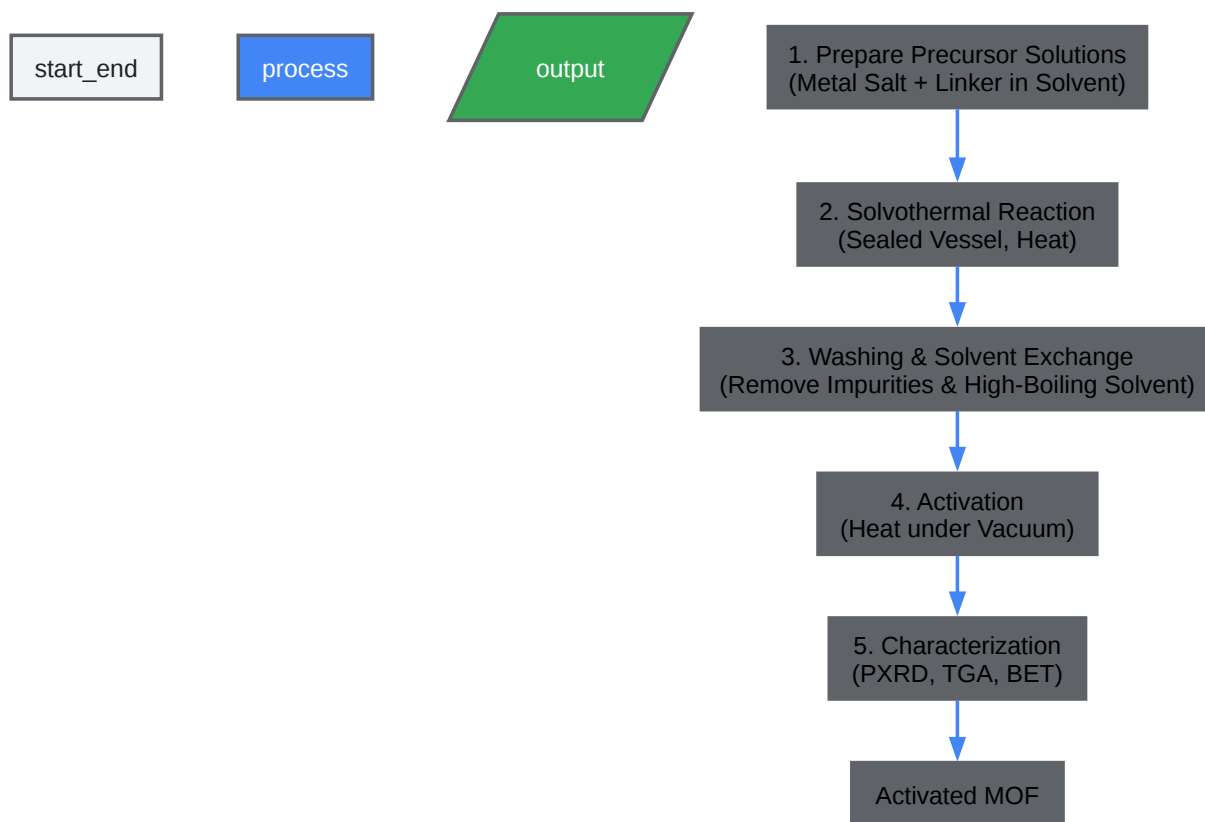 start_end
process
output
1. Prepare Precursor Solutions
(Metal Salt + Linker in Solvent)
2. Solvothermal Reaction
(Sealed Vessel, Heat)
3. Washing & Solvent Exchange
(Remove Impurities & High-Boiling Solvent)
4. Activation
(Heat under Vacuum)
5. Characterization
(PXRD, TGA, BET)
Activated MOF